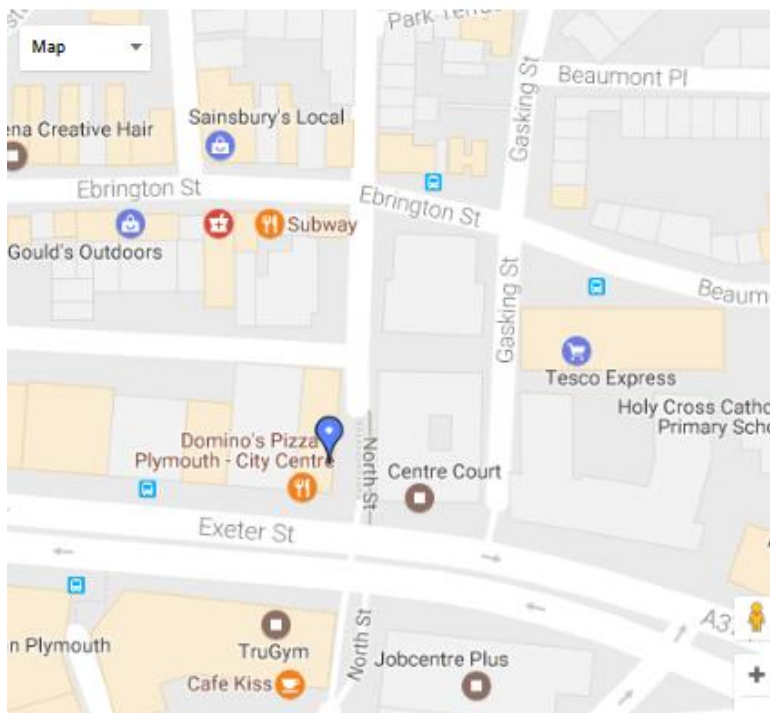 Park Terrace
Map
Gasking St
Beaumont Pl
Sainsbury's Local
ena Creative Hair
Ebrington St
Ebrington St
Subway
Gould's Outdoors
Gasking St
Beaum
Tesco Express
Holy Cross Catho
Primary Scho
Domino's Pizza
Plymouth - City Centre
North St
Centre Court
Exeter St
A37
n Plymouth
TruGym
North St
Jobcentre Plus
Cafe Kiss
+